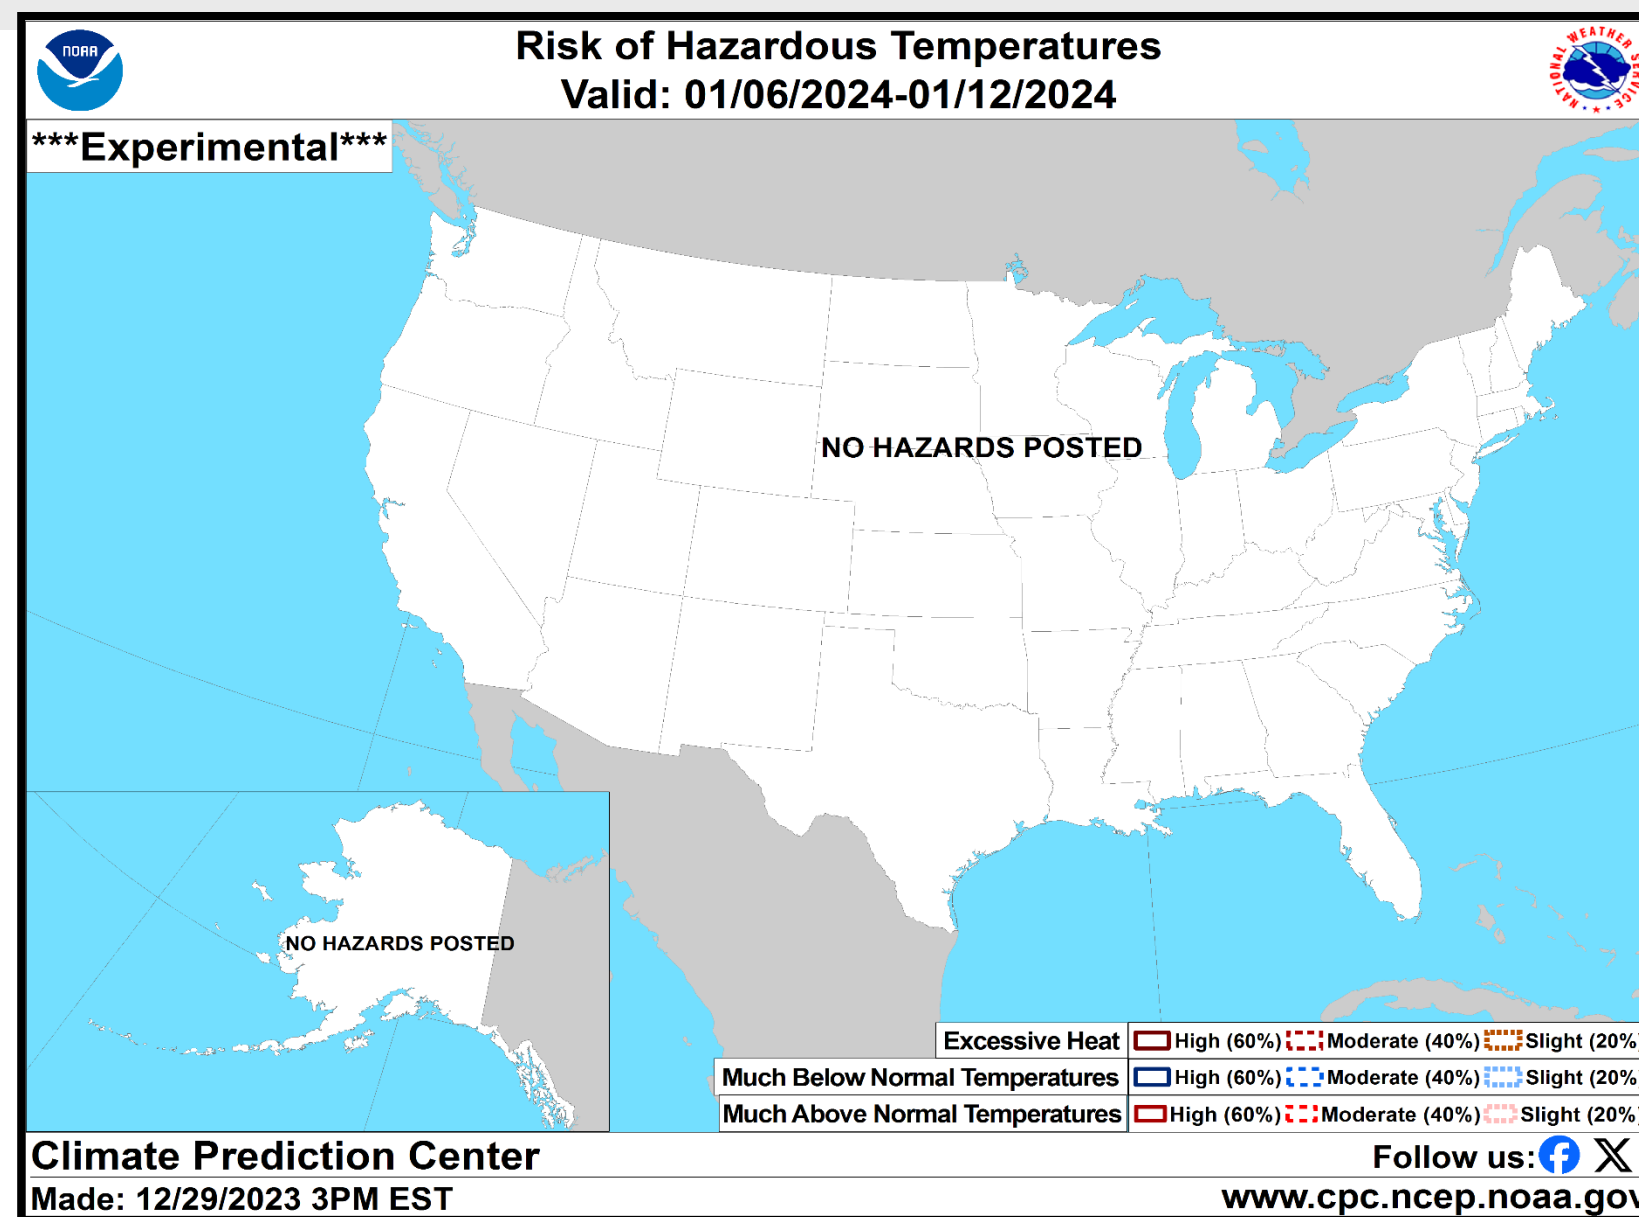 NOAA
Risk of Hazardous Temperatures
Valid: 01/06/2024-01/12/2024
NATIONAL WEATHER SERVICE
***Experimental***
NO HAZARDS POSTED
NO HAZARDS POSTED
Excessive Heat High (60%) Moderate (40%) Slight (20%)
Much Below Normal Temperatures High (60%) Moderate (40%) Slight (20%)
Much Above Normal Temperatures High (60%) Moderate (40%) Slight (20%)
Climate Prediction Center
Follow us:
Made: 12/29/2023 3PM EST
www.cpc.ncep.noaa.gov